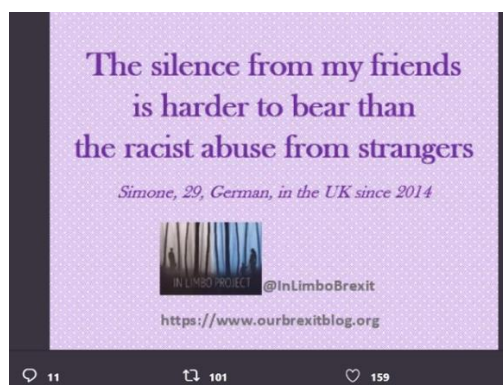 The silence from my friends
is harder to bear than
the racist abuse from strangers
Simone, 29, German, in the UK since 2014
IN LIMBO PROJECT
@InLimboBrexit
https://www.ourbrexitblog.org
11 101 159